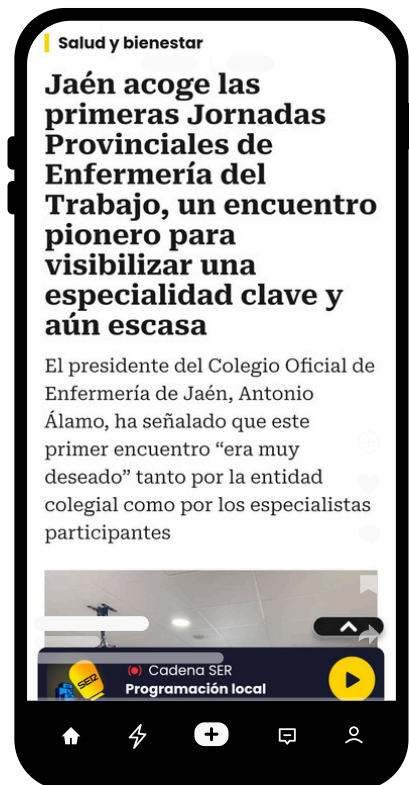 Salud y bienestar
Jaén acoge las
primeras Jornadas
Provinciales de
Enfermería del
Trabajo, un encuentro
pionero para
visibilizar una
especialidad clave y
aún escasa
El presidente del Colegio Oficial de
Enfermería de Jaén, Antonio
Álamo, ha señalado que este
primer encuentro “era muy
deseado” tanto por la entidad
colegial como por los especialistas
participantes
SER
Cadena SER
Programación local